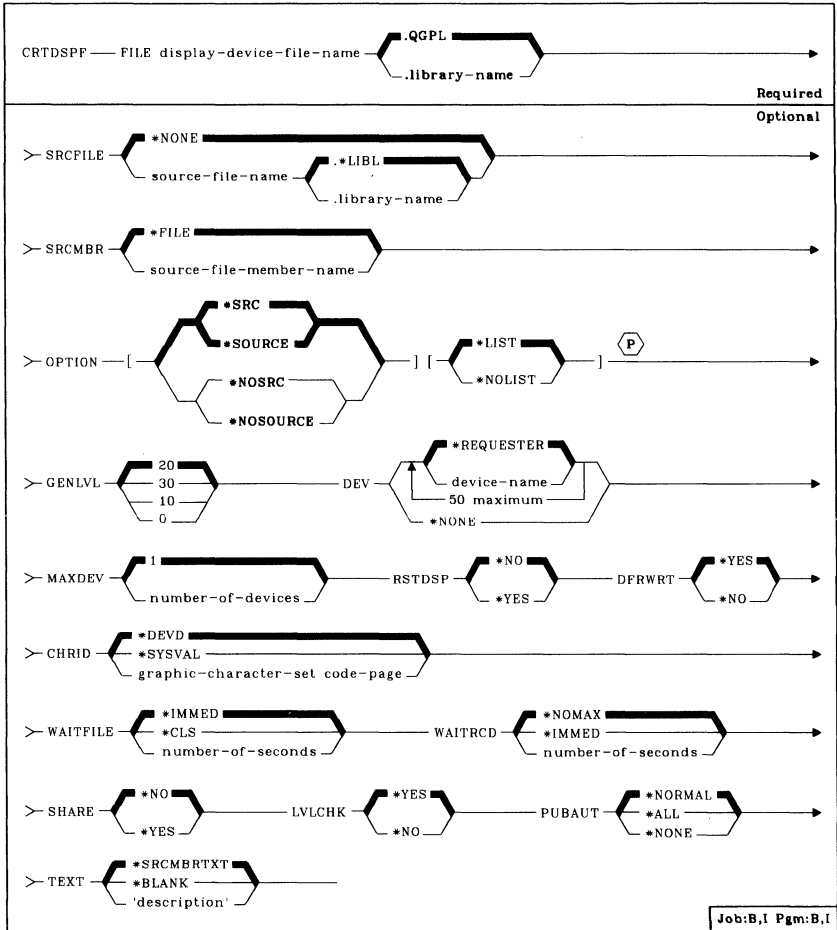 .QGPL
CRTDSPF FILE display-device-file-name
.library-name
Required
Optional
*NONE
SRCFILE
.*LIBL
source-file-name
.library-name
*FILE
SRCMBR
source-file-member-name
*SRC
*SOURCE
*LIST
P
OPTION [ ] [ ]
*NOLIST
*NOSRC
*NOSOURCE
*REQUESTER
20
device-name
GENLVL 30 DEV
10
50 maximum
0
*NONE
1 *NO *YES
MAXDEV RSTDSP DFRWRT
number-of-devices *YES *NO
*DEVD
CHRID *SYSVAL
graphic-character-set code-page
*IMMED *NOMAX
WAITFILE *CLS WAITRCD *IMMED
number-of-seconds number-of-seconds
*NO *YES *NORMAL
SHARE LVLCHK PUBAUT *ALL
*YES *NO *NONE
*SRCMBRTXT
TEXT *BLANK
'description'
Job:B,I Pgm:B,I